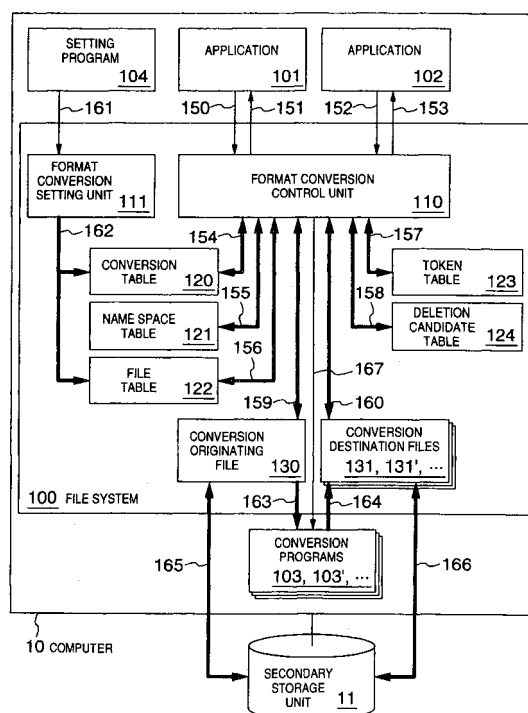 SETTING
PROGRAM
104
APPLICATION
101
APPLICATION
102
161
150
151
152
153
FORMAT
CONVERSION
SETTING UNIT
111
FORMAT CONVERSION
CONTROL UNIT
110
162
154
157
CONVERSION
TABLE 120
TOKEN
TABLE 123
155
158
NAME SPACE
TABLE 121
DELETION
CANDIDATE
TABLE 124
156
FILE
TABLE 122
167
159
160
CONVERSION
ORIGINATING
FILE 130
CONVERSION
DESTINATION FILES
131, 131', ...
100 FILE SYSTEM
163
164
165
CONVERSION
PROGRAMS
103, 103', ...
166
10 COMPUTER
SECONDARY
STORAGE
UNIT 11